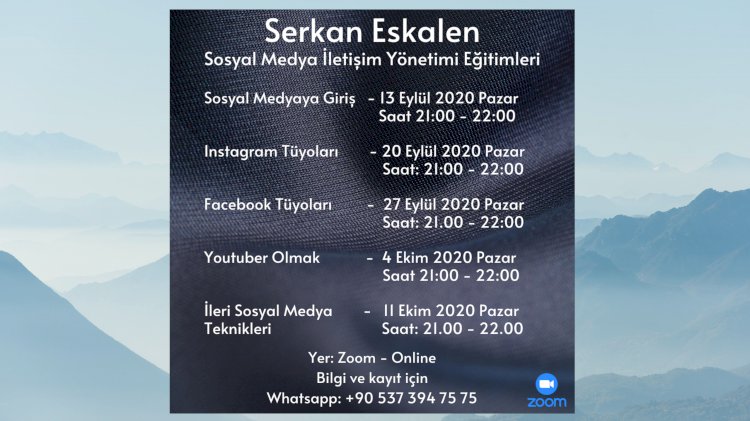 Serkan Eskalen
Sosyal Medya İletişim Yönetimi Eğitimleri
Sosyal Medyaya Giriş - 13 Eylül 2020 Pazar
Saat 21:00 - 22:00
Instagram Tüyoları - 20 Eylül 2020 Pazar
Saat: 21:00 - 22:00
Facebook Tüyoları - 27 Eylül 2020 Pazar
Saat: 21.00 - 22:00
Youtuber Olmak - 4 Ekim 2020 Pazar
Saat 21:00 - 22:00
İleri Sosyal Medya - 11 Ekim 2020 Pazar
Teknikleri Saat: 21.00 - 22.00
Yer: Zoom - Online
Bilgi ve kayıt için
Whatsapp: +90 537 394 75 75
zoom